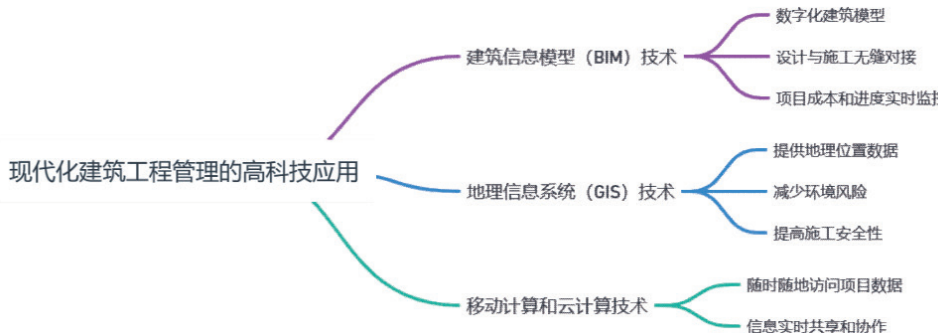 现代化建筑工程管理的高科技应用
建筑信息模型（BIM）技术
数字化建筑模型
设计与施工无缝对接
项目成本和进度实时监控
地理信息系统（GIS）技术
提供地理位置数据
减少环境风险
提高施工安全性
移动计算和云计算技术
随时随地访问项目数据
信息实时共享和协作